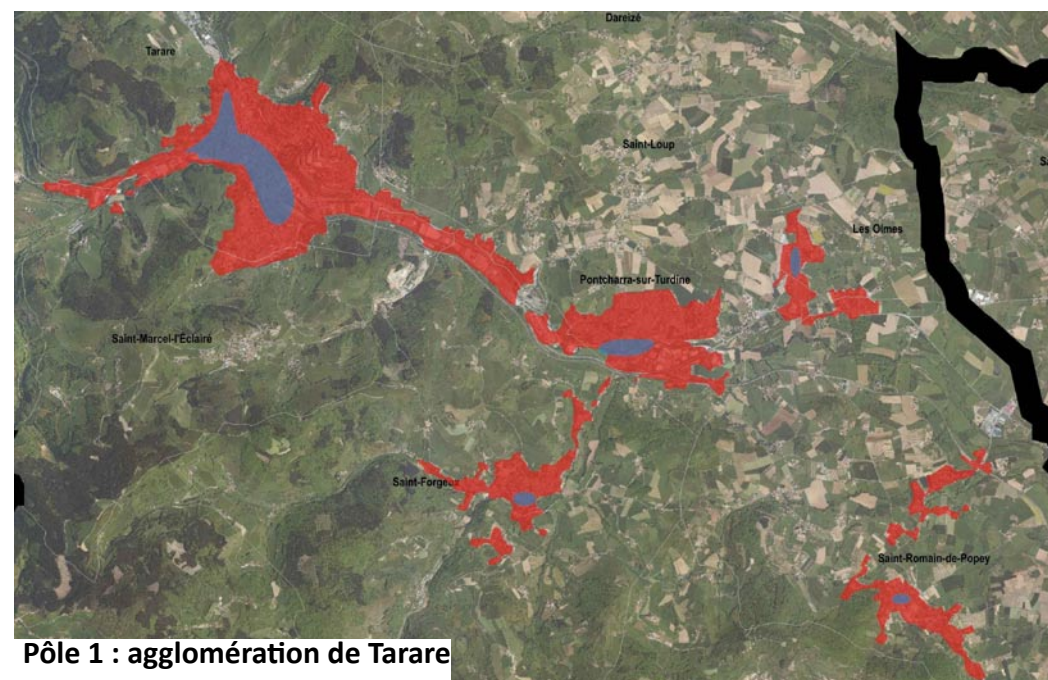 Dareizé
Tarare
Saint-Loup
Sa
Les Olmes
Pontcharra-sur-Turdine
Saint-Marcel-l'Éclairé
Saint-Forgeux
Saint-Romain-de-Popey
Pôle 1 : agglomération de Tarare